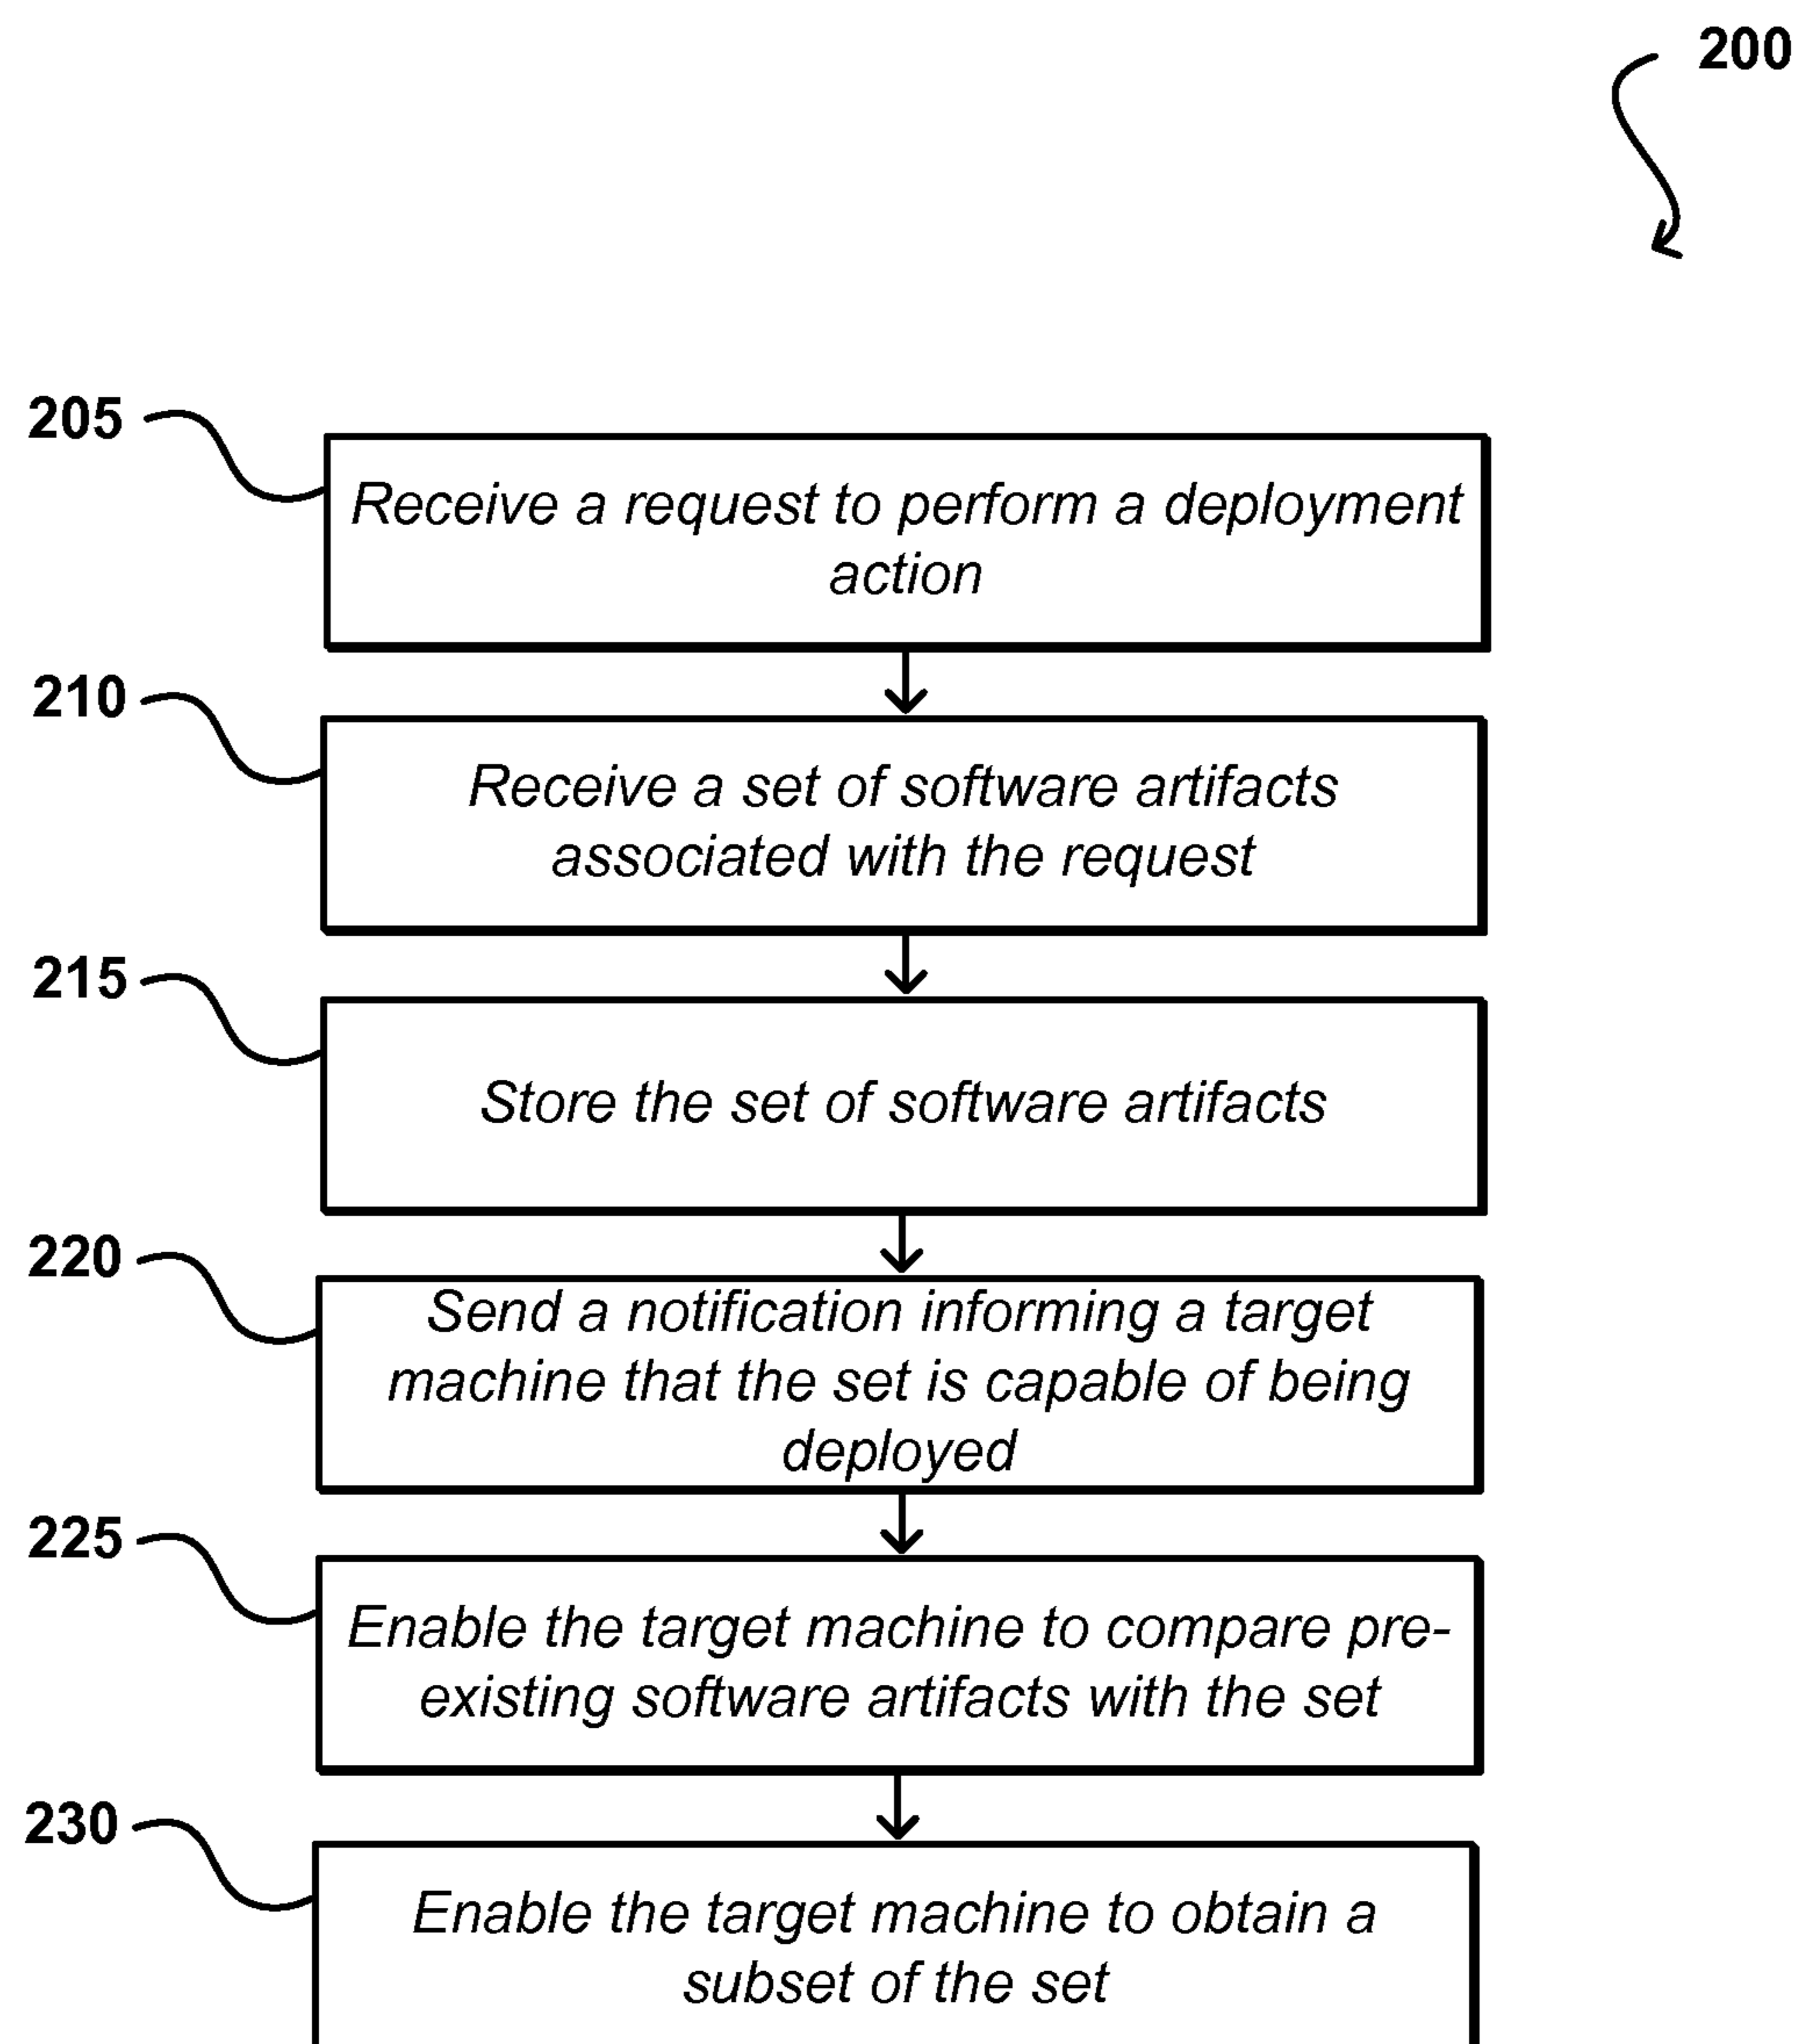 200
205
Receive a request to perform a deployment
action
210
Receive a set of software artifacts
associated with the request
215
Store the set of software artifacts
220
Send a notification informing a target
machine that the set is capable of being
deployed
225
Enable the target machine to compare pre-
existing software artifacts with the set
230
Enable the target machine to obtain a
subset of the set